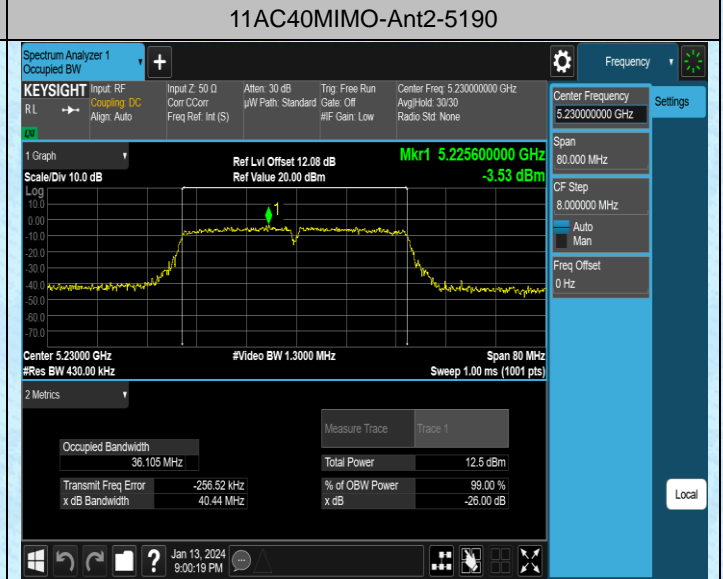 11AC40MIMO-Ant2-5190
Spectrum Analyzer 1
Occupied BW
+
Frequency
KEYSIGHT
RL
Input: RF
Coupling: DC
Align: Auto
Input Z: 50 Ω
Corr CCorr
Freq Ref: Int (S)
Atten: 30 dB
µW Path: Standard
Trig: Free Run
Gate: Off
#IF Gain: Low
Center Freq: 5.230000000 GHz
Avg|Hold: 30/30
Radio Std: None
Center Frequency
5.230000000 GHz
Settings
Span
80.000 MHz
CF Step
8.000000 MHz
Auto
Man
Freq Offset
0 Hz
1 Graph
Scale/Div 10.0 dB
Ref Lvl Offset 12.08 dB
Ref Value 20.00 dBm
Mkr1 5.225600000 GHz
-3.53 dBm
Log
10.0
0.00
-10.0
-20.0
-30.0
-40.0
-50.0
-60.0
-70.0
1
Center 5.23000 GHz
#Res BW 430.00 kHz
#Video BW 1.3000 MHz
Span 80 MHz
Sweep 1.00 ms (1001 pts)
2 Metrics
Measure Trace Trace 1
Occupied Bandwidth
36.105 MHz
Total Power 12.5 dBm
Transmit Freq Error -256.52 kHz
% of OBW Power 99.00 %
x dB Bandwidth 40.44 MHz
x dB -26.00 dB
Local
?
Jan 13, 2024
9:00:19 PM